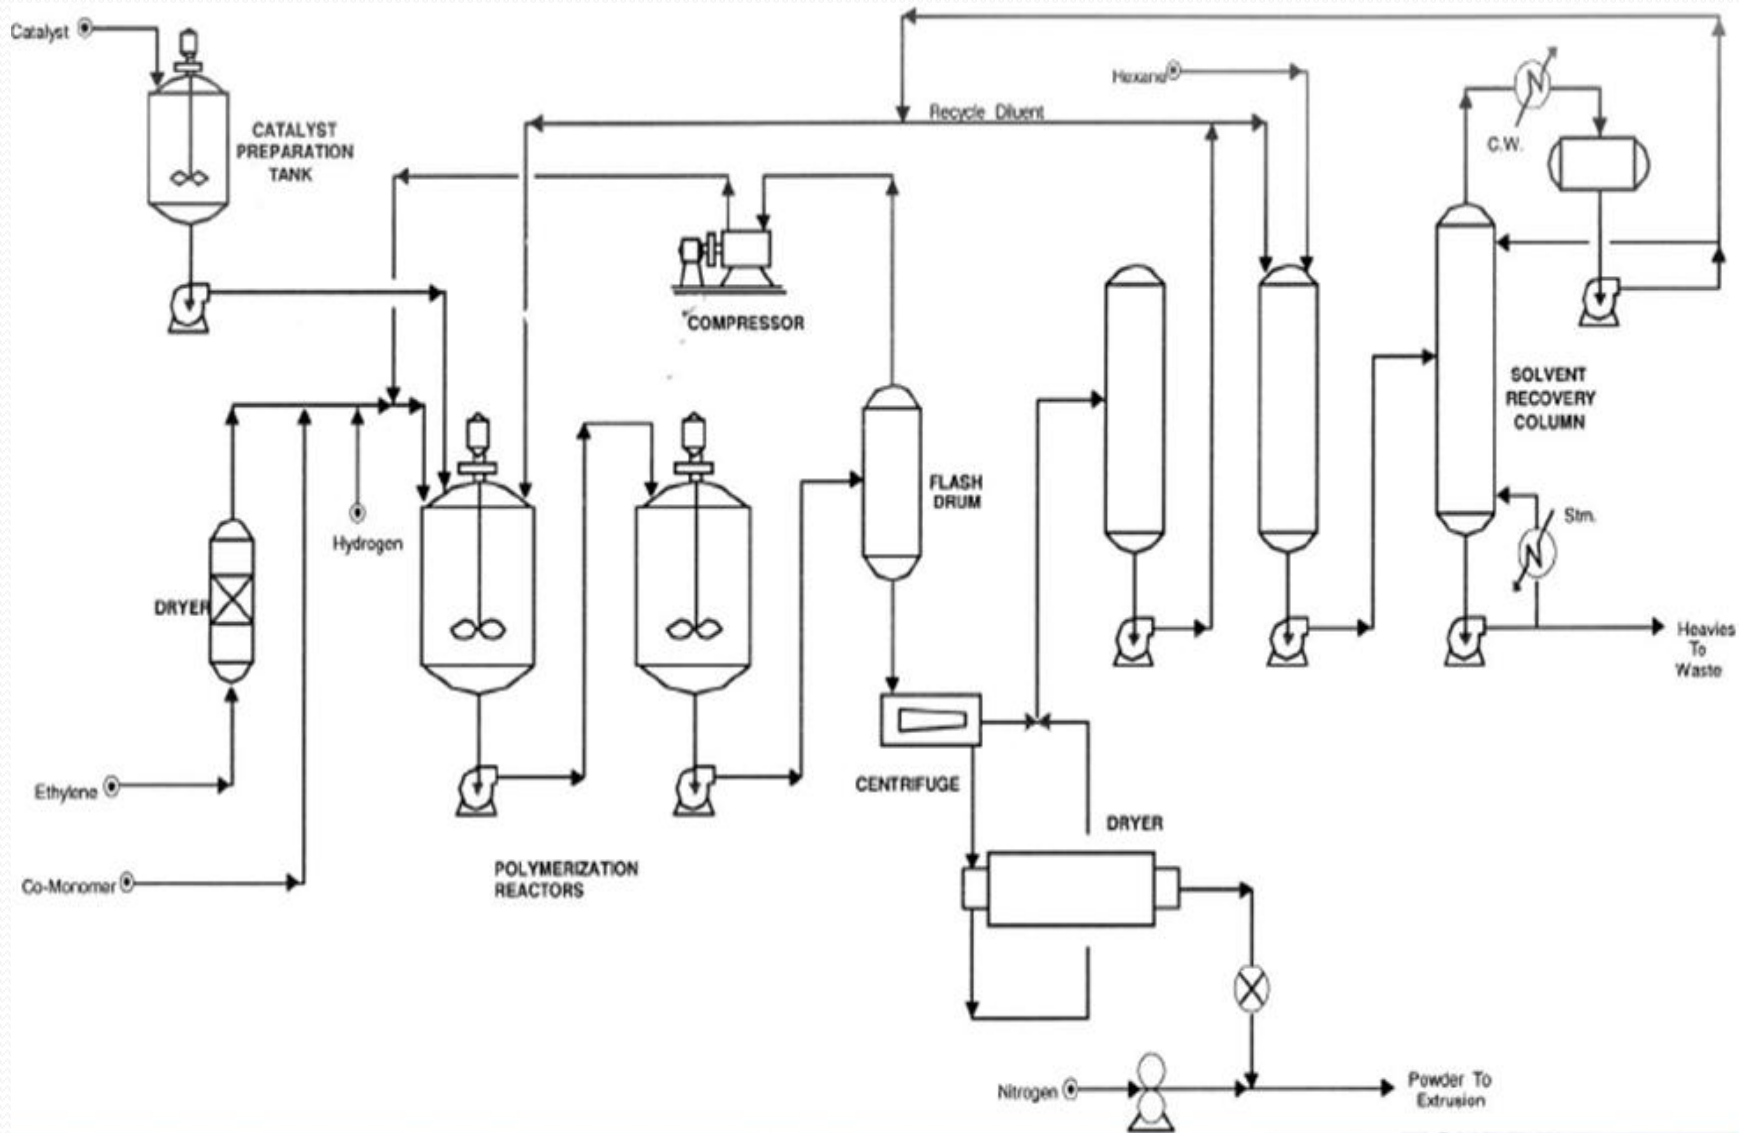 Catalyst
Hexane
Recycle Diluent
CATALYST
PREPARATION
TANK
C.W.
COMPRESSOR
SOLVENT
RECOVERY
COLUMN
FLASH
DRUM
Stm.
Hydrogen
DRYER
Heavies
To
Waste
Ethylene
CENTRIFUGE
DRYER
POLYMERIZATION
REACTORS
Co-Monomer
Nitrogen
Powder To
Extrusion